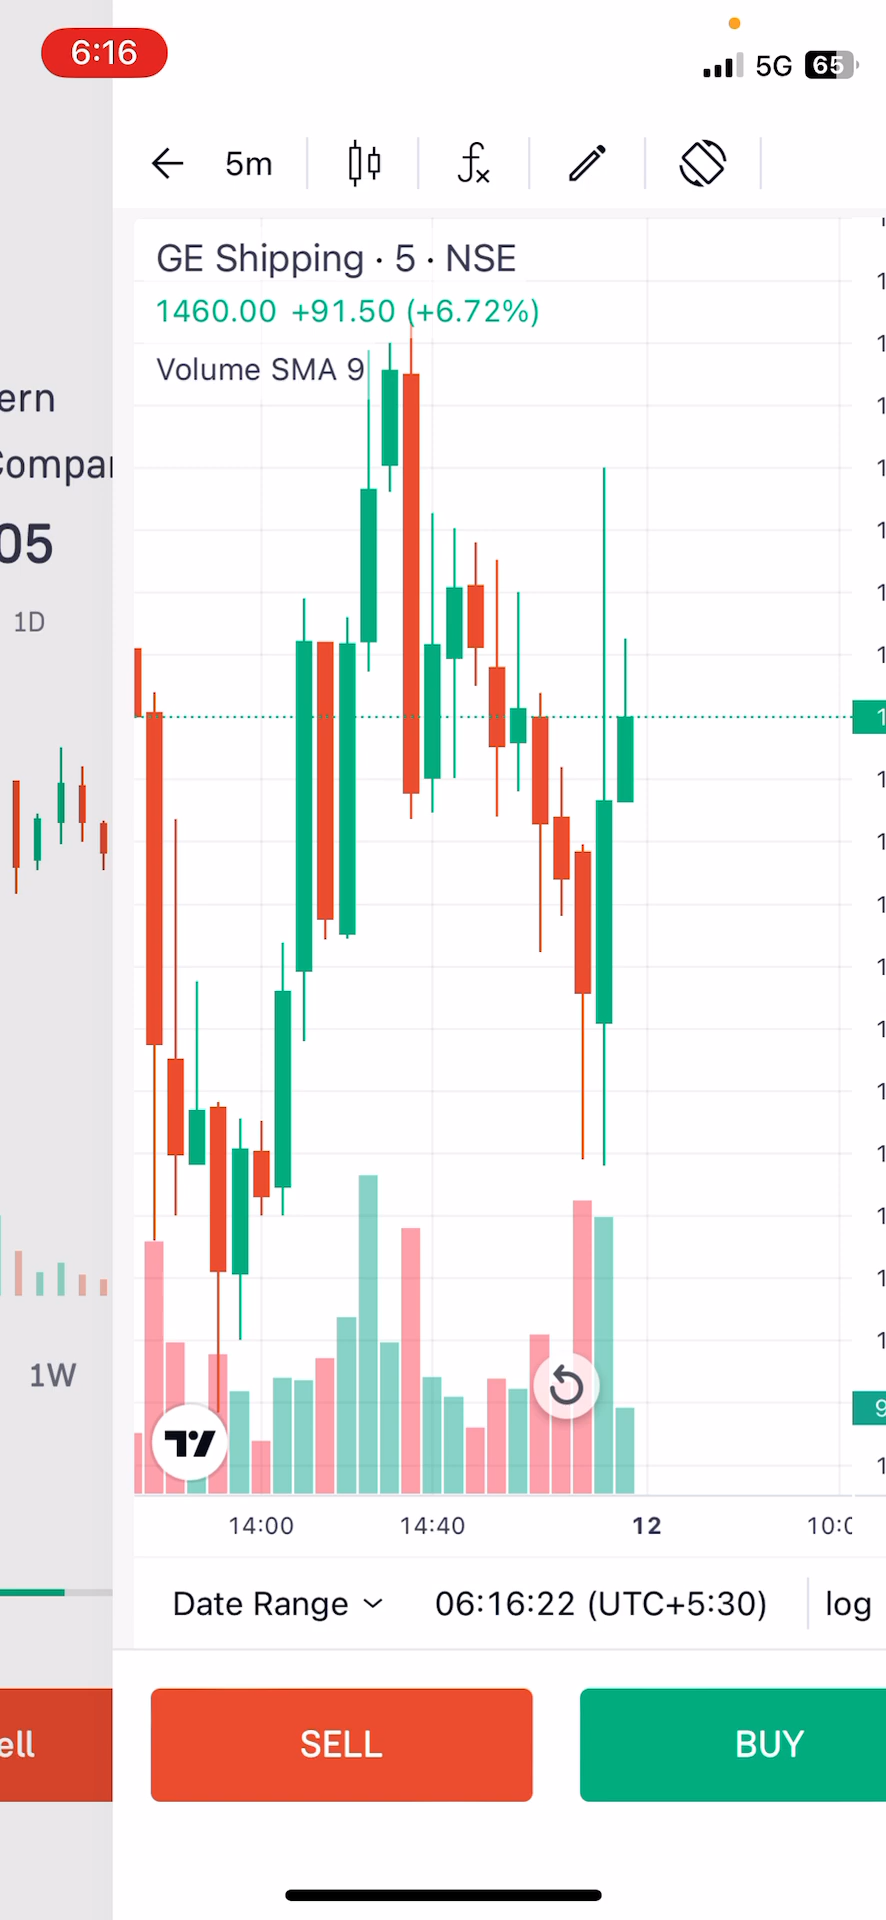 6:16
5G 65
5m
GE Shipping · 5 · NSE
1460.00 +91.50 (+6.72%)
Volume SMA 9
ern
05
1D
1W
14:00 14:40 12
Date Range 06:16:22 (UTC+5:30) log
ell SELL BUY